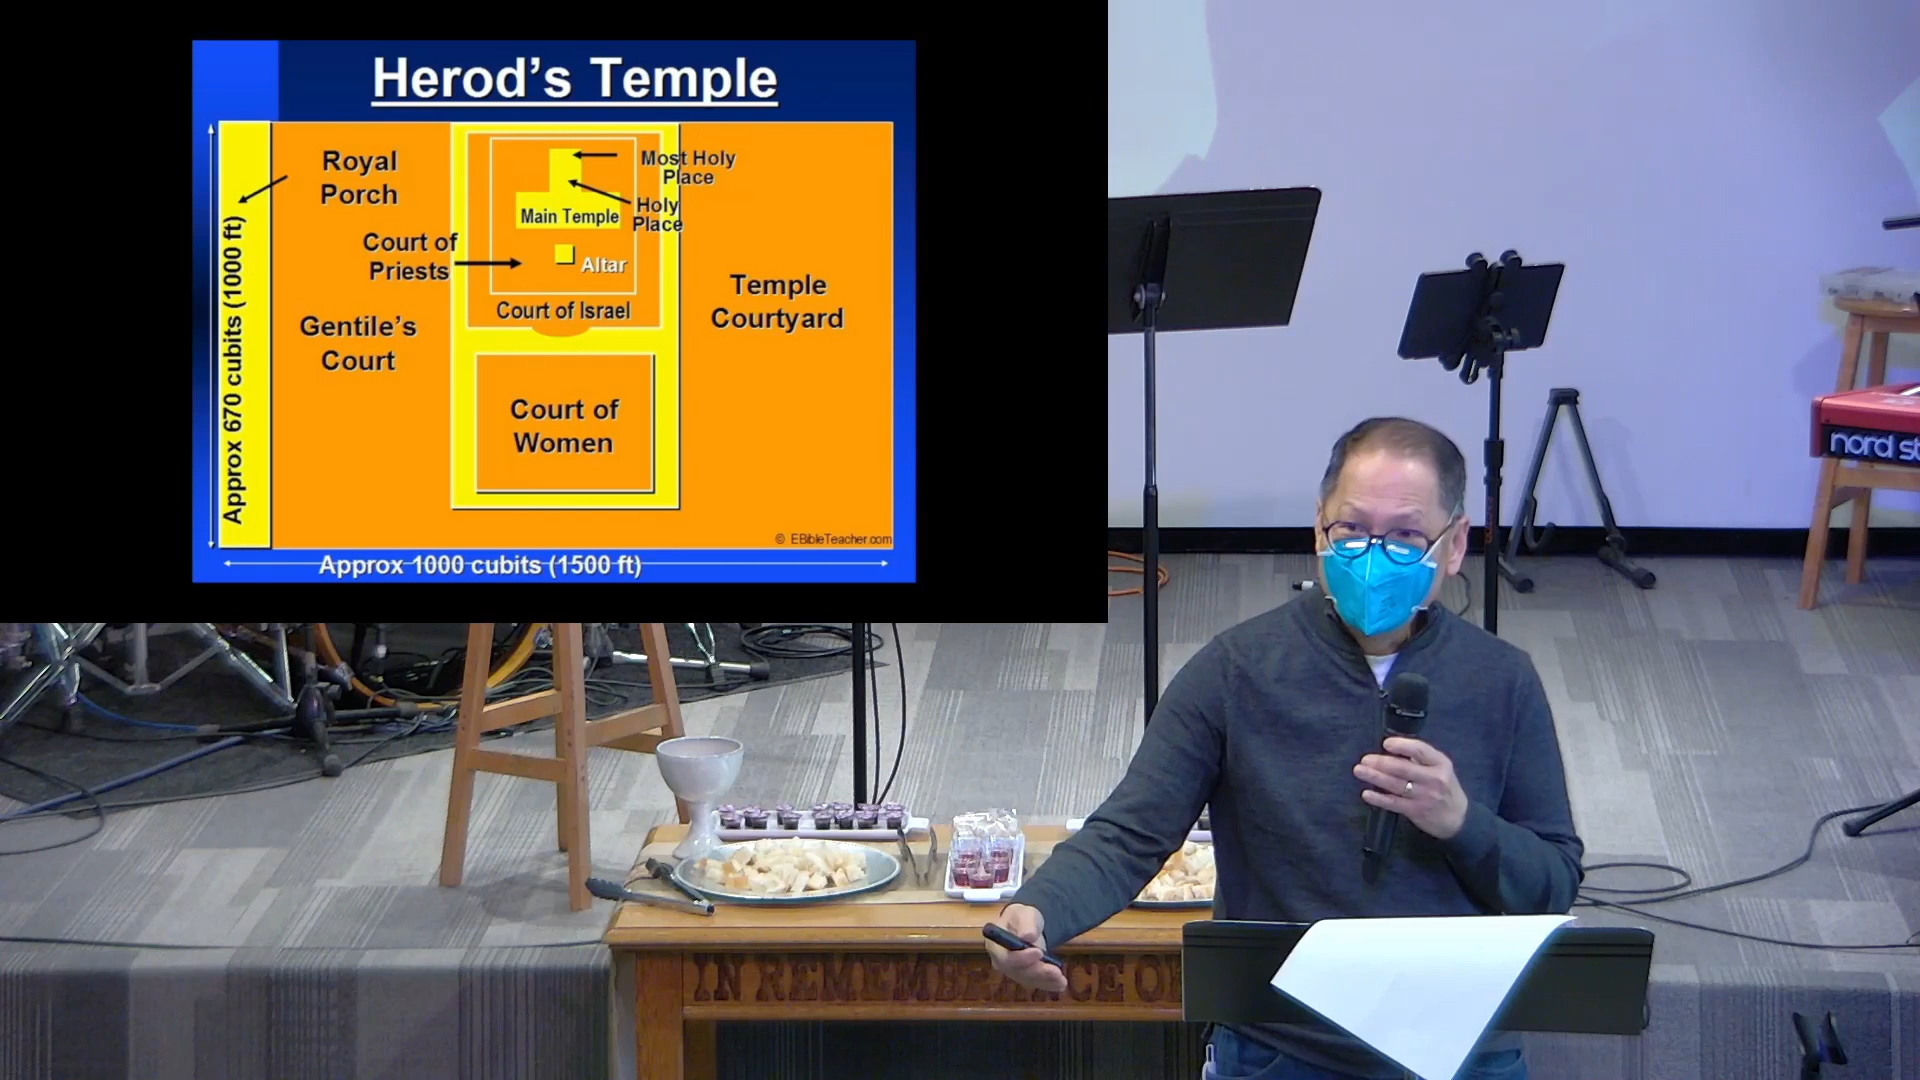 Herod's Temple
Royal
Porch
Most Holy
Place
Holy
Place
Main Temple
Court of
Priests
Altar
Court of Israel
Gentile's
Court
Temple
Courtyard
Court of
Women
Approx 670 cubits (1000 ft)
© EBibleTeacher.com
Approx 1000 cubits (1500 ft)
nord st
IN REMEMBRANCE O